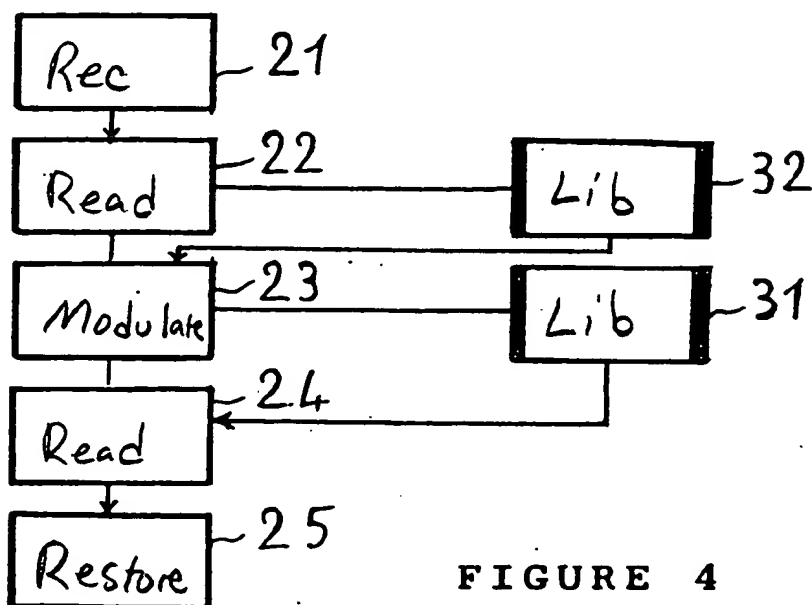 Rec 21
Read 22
Lib 32
Modulate 23
Lib 31
Read 24
Restore 25
FIGURE 4